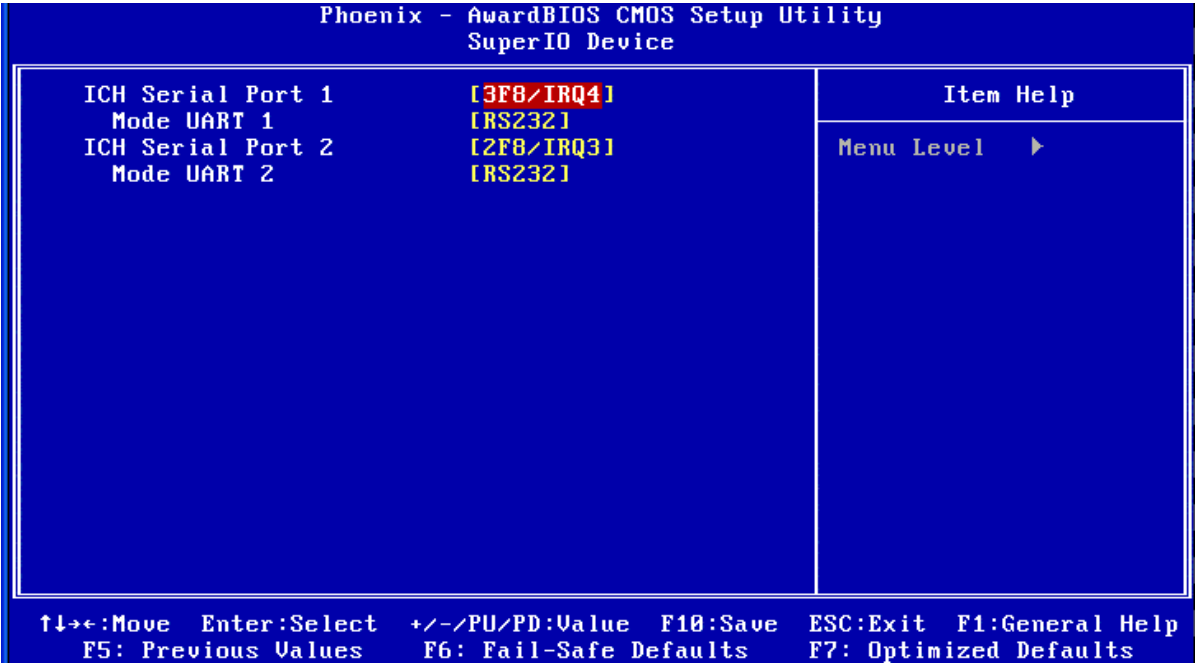 Phoenix - AwardBIOS CMOS Setup Utility
SuperIO Device
ICH Serial Port 1 [3F8/IRQ4]
Mode UART 1 [RS232]
ICH Serial Port 2 [2F8/IRQ3]
Mode UART 2 [RS232]
Item Help
Menu Level ▶
↑↓→←:Move Enter:Select +/-/PU/PD:Value F10:Save ESC:Exit F1:General Help
F5: Previous Values F6: Fail-Safe Defaults F7: Optimized Defaults